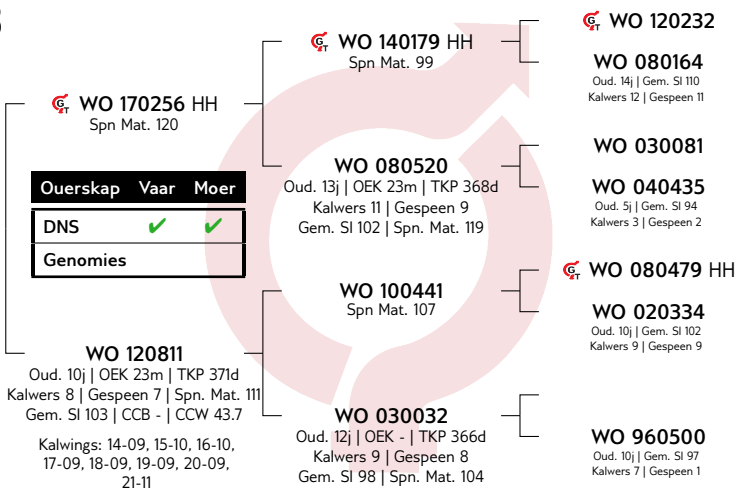 GT WO 170256 HH
Spn Mat. 120
Ouerskap Vaar Moer
DNS ✔ ✔
Genomies
WO 120811
Oud. 10j | OEK 23m | TKP 371d
Kalwers 8 | Gespeen 7 | Spn. Mat. 111
Gem. SI 103 | CCB - | CCW 43.7
Kalwings: 14-09, 15-10, 16-10,
17-09, 18-09, 19-09, 20-09,
21-11
GT WO 140179 HH
Spn Mat. 99
WO 080520
Oud. 13j | OEK 23m | TKP 368d
Kalwers 11 | Gespeen 9
Gem. SI 102 | Spn. Mat. 119
WO 100441
Spn Mat. 107
WO 030032
Oud. 12j | OEK - | TKP 366d
Kalwers 9 | Gespeen 8
Gem. SI 98 | Spn. Mat. 104
GT WO 120232
WO 080164
Oud. 14j | Gem. SI 110
Kalwers 12 | Gespeen 11
WO 030081
WO 040435
Oud. 5j | Gem. SI 94
Kalwers 3 | Gespeen 2
GT WO 080479 HH
WO 020334
Oud. 10j | Gem. SI 102
Kalwers 9 | Gespeen 9
WO 960500
Oud. 10j | Gem. SI 97
Kalwers 7 | Gespeen 1